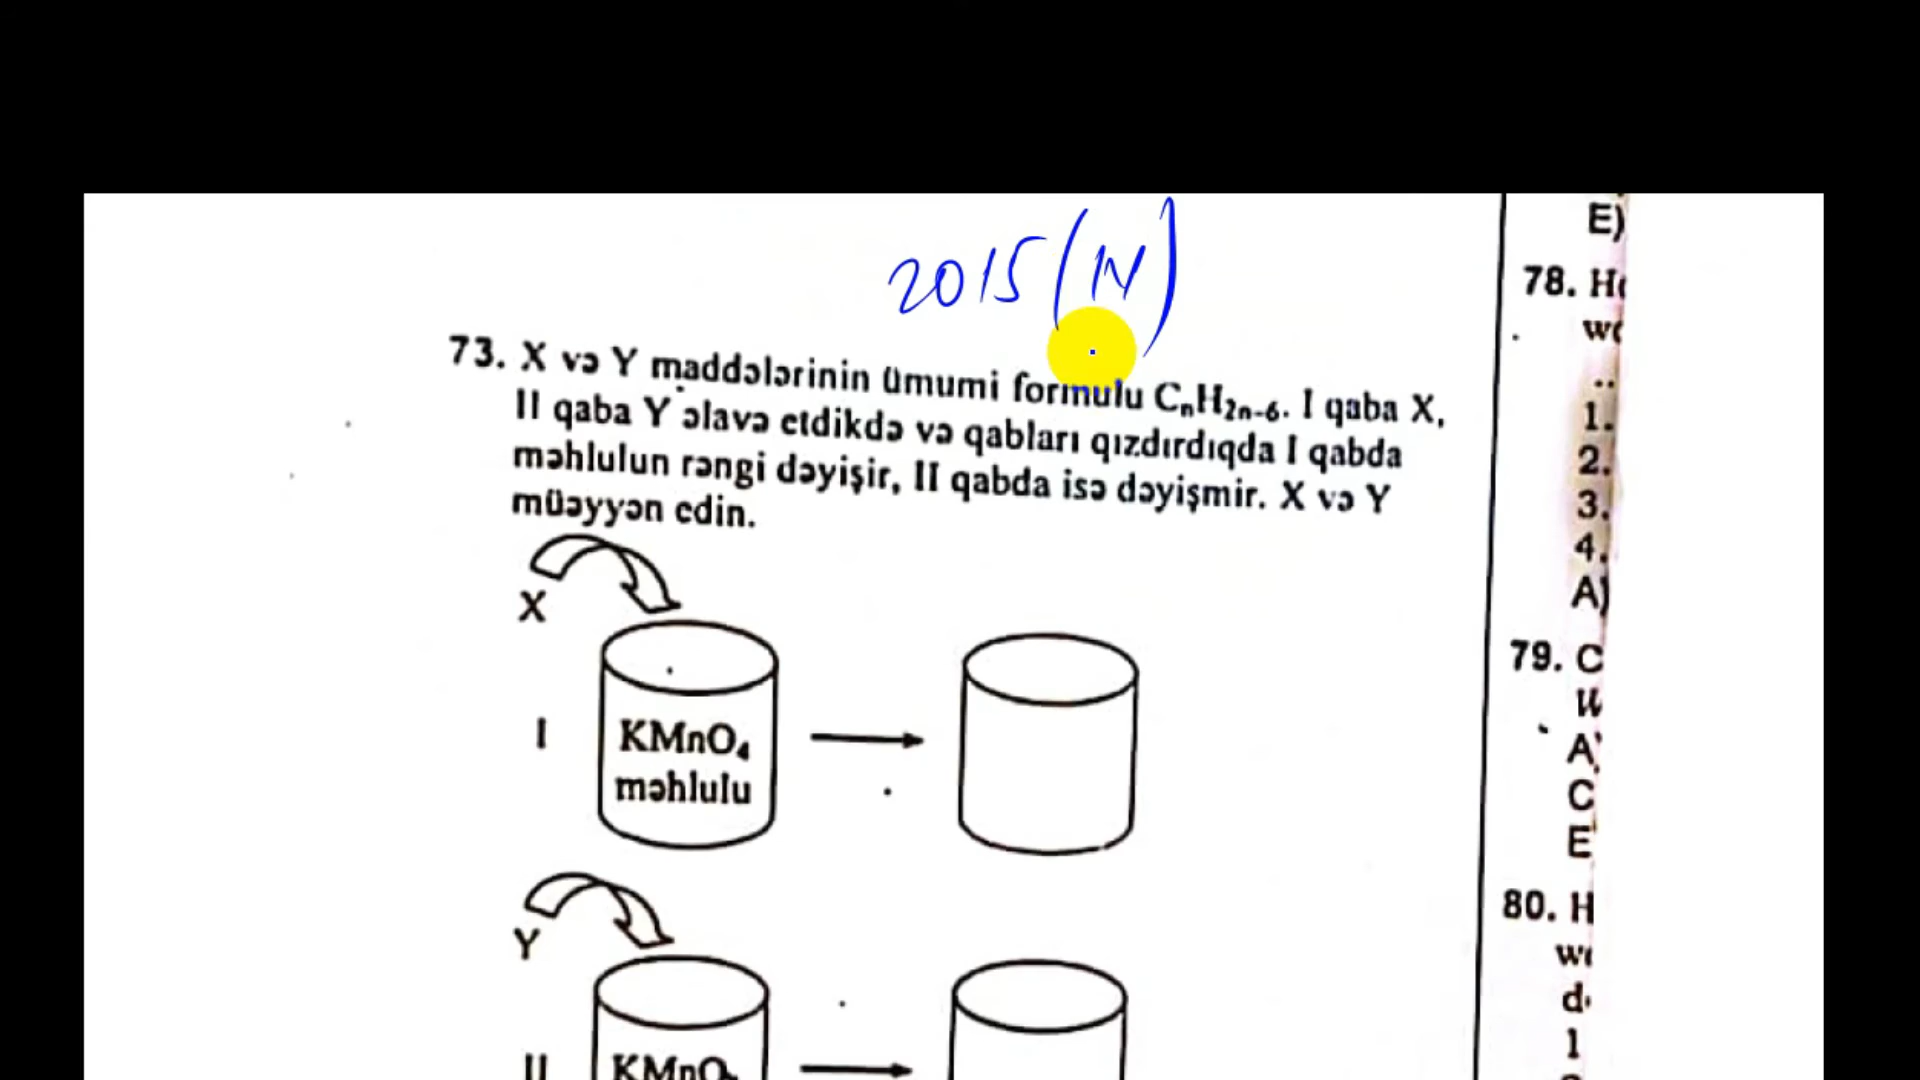 2015 (IV)
73. X və Y maddələrinin ümumi formulu CₙH₂ₙ₋₆. I qaba X,
II qaba Y əlavə etdikdə və qabları qızdırdıqda I qabda
məhlulun rəngi dəyişir, II qabda isə dəyişmir. X və Y
müəyyən edin.
X
I
KMnO₄
məhlulu
Y
II
KMnO₄
E)
78. H
1.
2.
3.
4.
A)
79. C
A)
C
E
80. H
1